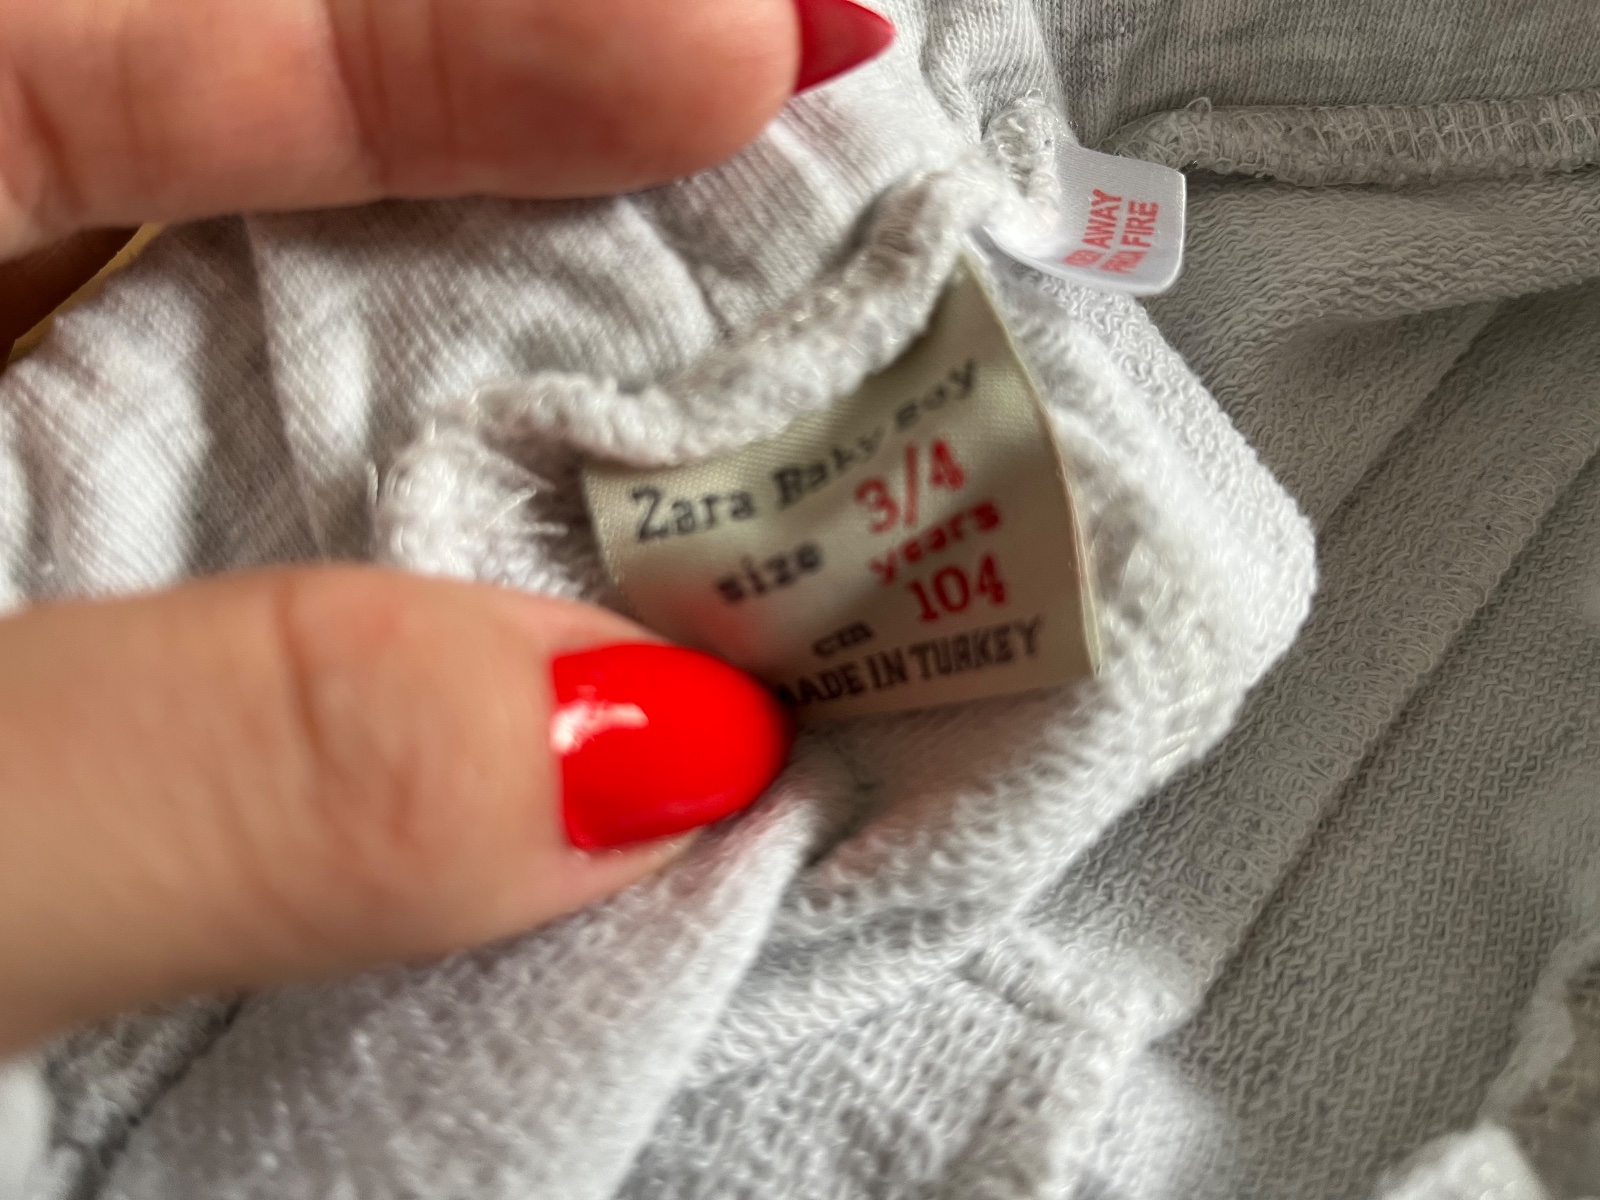 Zara Baby Boy
size 3/4
years
cm 104
MADE IN TURKEY
AWAY
FIRE